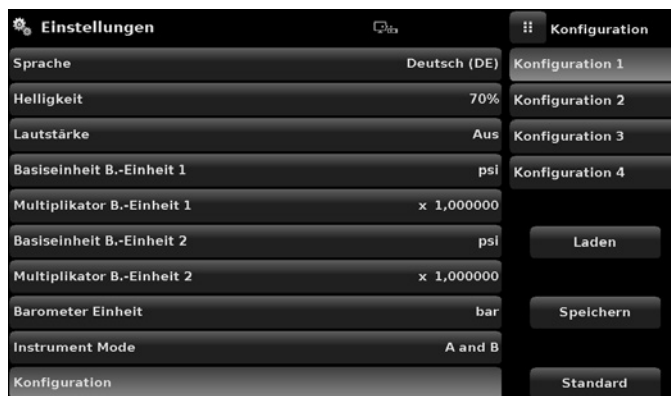 Einstellungen
Sprache Deutsch (DE)
Helligkeit 70%
Lautstärke Aus
Basiseinheit B.-Einheit 1 psi
Multiplikator B.-Einheit 1 x 1,000000
Basiseinheit B.-Einheit 2 psi
Multiplikator B.-Einheit 2 x 1,000000
Barometer Einheit bar
Instrument Mode A and B
Konfiguration
Konfiguration
Konfiguration 1
Konfiguration 2
Konfiguration 3
Konfiguration 4
Laden
Speichern
Standard